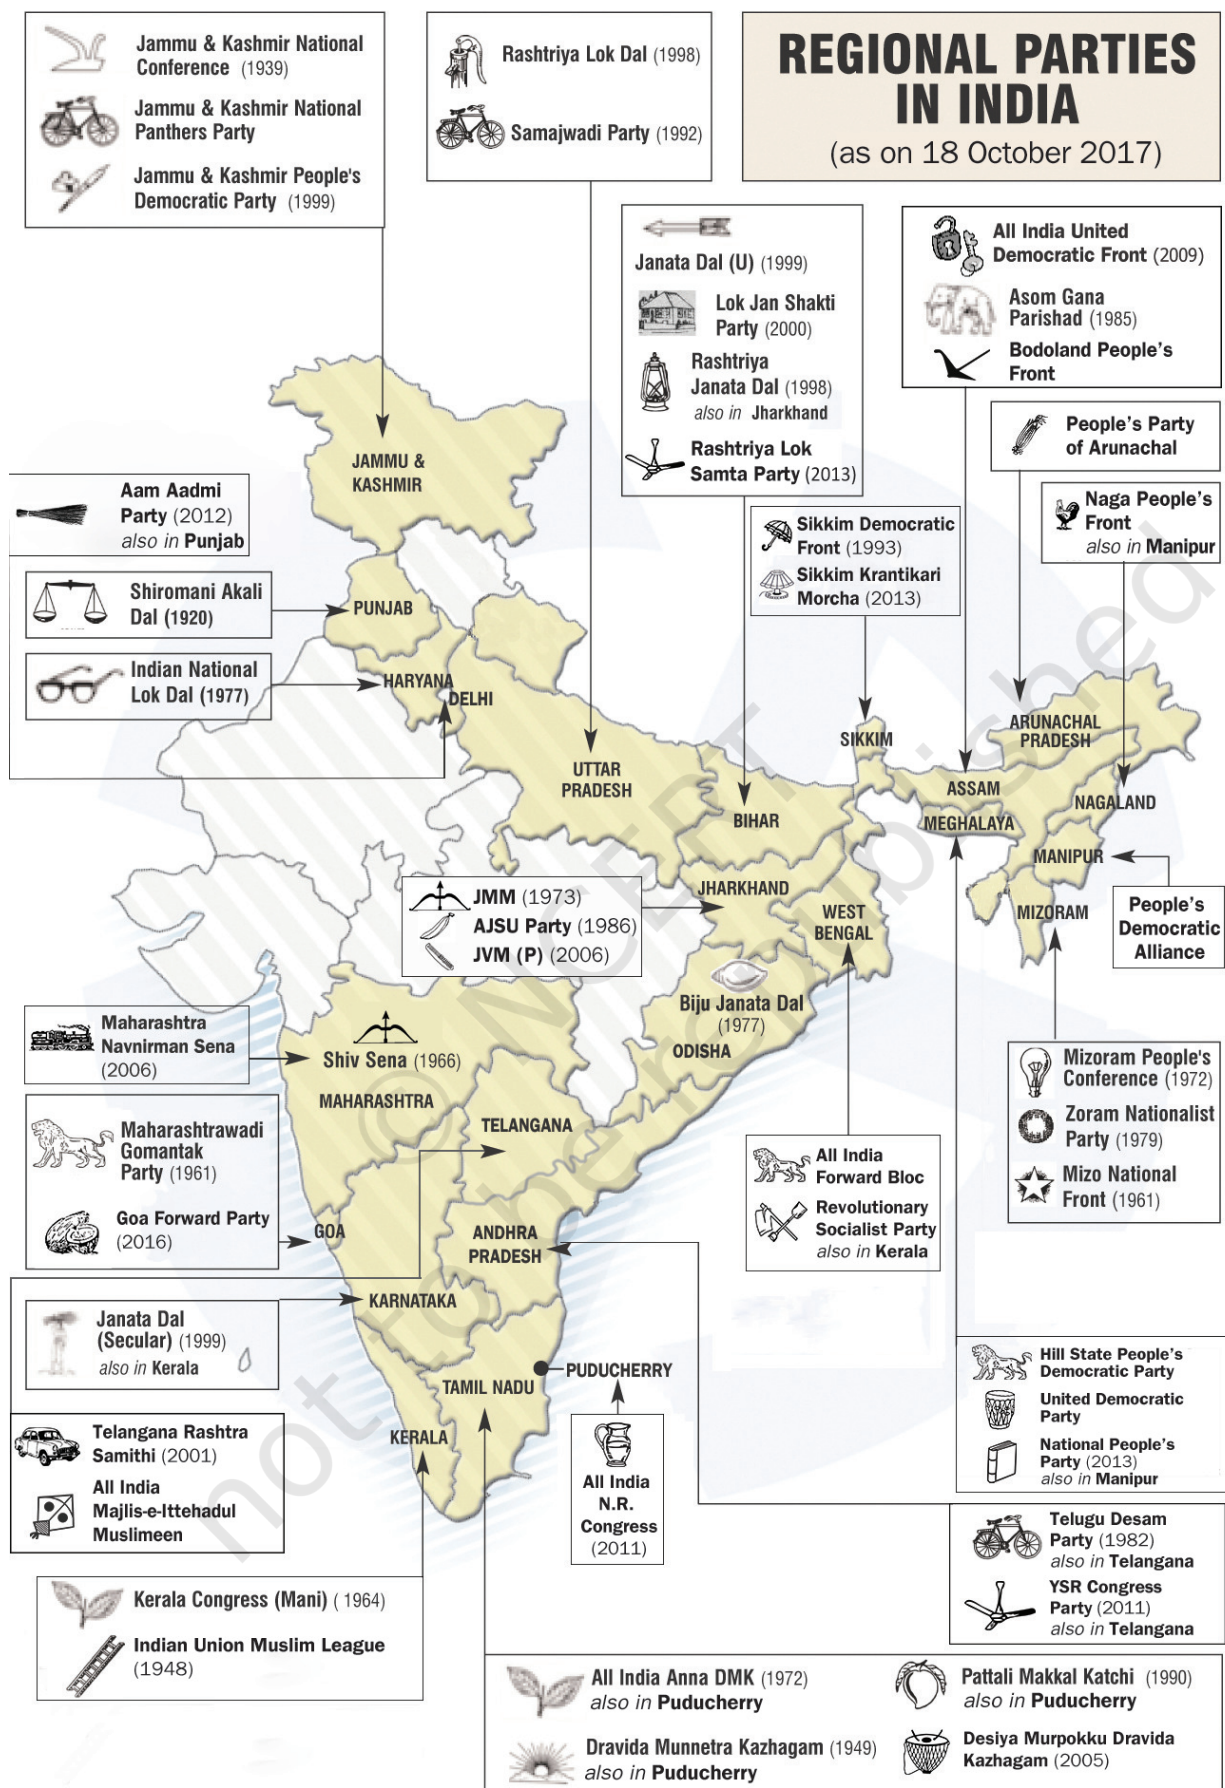 REGIONAL PARTIES
IN INDIA
(as on 18 October 2017)
Jammu & Kashmir National
Conference (1939)
Jammu & Kashmir National
Panthers Party
Jammu & Kashmir People's
Democratic Party (1999)
Rashtriya Lok Dal (1998)
Samajwadi Party (1992)
Janata Dal (U) (1999)
Lok Jan Shakti
Party (2000)
Rashtriya
Janata Dal (1998)
also in Jharkhand
Rashtriya Lok
Samta Party (2013)
All India United
Democratic Front (2009)
Asom Gana
Parishad (1985)
Bodoland People's
Front
People's Party
of Arunachal
Naga People's
Front
also in Manipur
Aam Aadmi
Party (2012)
also in Punjab
Shiromani Akali
Dal (1920)
Indian National
Lok Dal (1977)
Sikkim Democratic
Front (1993)
Sikkim Krantikari
Morcha (2013)
JAMMU &
KASHMIR
PUNJAB
HARYANA
DELHI
UTTAR
PRADESH
BIHAR
SIKKIM
ARUNACHAL
PRADESH
ASSAM
NAGALAND
MEGHALAYA
MANIPUR
MIZORAM
JHARKHAND
WEST
BENGAL
JMM (1973)
AJSU Party (1986)
JVM (P) (2006)
People's
Democratic
Alliance
Biju Janata Dal
(1977)
ODISHA
Maharashtra
Navnirman Sena
(2006)
Shiv Sena (1966)
MAHARASHTRA
TELANGANA
Mizoram People's
Conference (1972)
Zoram Nationalist
Party (1979)
Mizo National
Front (1961)
Maharashtrawadi
Gomantak
Party (1961)
Goa Forward Party
(2016)
GOA
ANDHRA
PRADESH
All India
Forward Bloc
Revolutionary
Socialist Party
also in Kerala
KARNATAKA
Janata Dal
(Secular) (1999)
also in Kerala
PUDUCHERRY
TAMIL NADU
KERALA
Hill State People's
Democratic Party
United Democratic
Party
National People's
Party (2013)
also in Manipur
Telangana Rashtra
Samithi (2001)
All India
Majlis-e-Ittehadul
Muslimeen
All India
N.R.
Congress
(2011)
Telugu Desam
Party (1982)
also in Telangana
YSR Congress
Party (2011)
also in Telangana
Kerala Congress (Mani) ( 1964)
Indian Union Muslim League
(1948)
All India Anna DMK (1972)
also in Puducherry
Dravida Munnetra Kazhagam (1949)
also in Puducherry
Pattali Makkal Katchi (1990)
also in Puducherry
Desiya Murpokku Dravida
Kazhagam (2005)
© NCERT
not to be republished